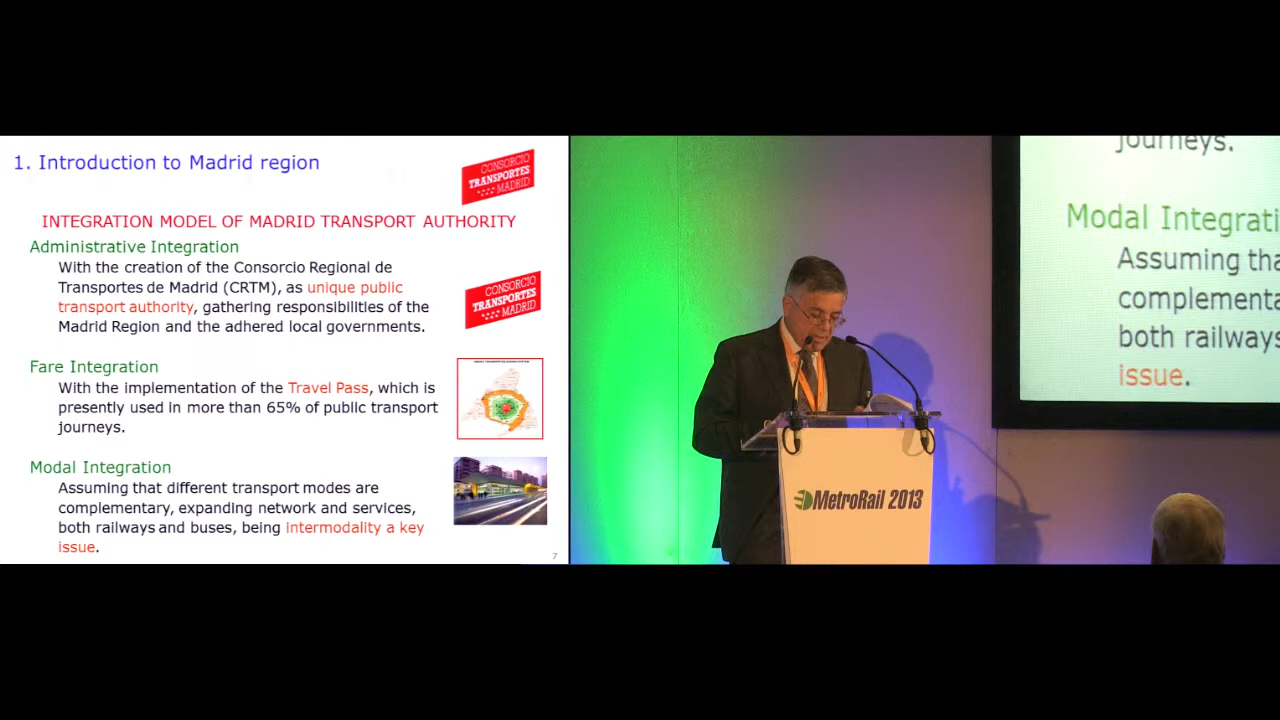 1. Introduction to Madrid region
CONSORCIO
TRANSPORTES
MADRID
INTEGRATION MODEL OF MADRID TRANSPORT AUTHORITY
Administrative Integration
With the creation of the Consorcio Regional de
Transportes de Madrid (CRTM), as unique public
transport authority, gathering responsibilities of the
Madrid Region and the adhered local governments.
CONSORCIO
TRANSPORTES
MADRID
Fare Integration
With the implementation of the Travel Pass, which is
presently used in more than 65% of public transport
journeys.
Modal Integration
Assuming that different transport modes are
complementary, expanding network and services,
both railways and buses, being intermodality a key
issue.
7
journeys.
Modal Integrati
Assuming tha
complementa
both railways
issue.
MetroRail 2013